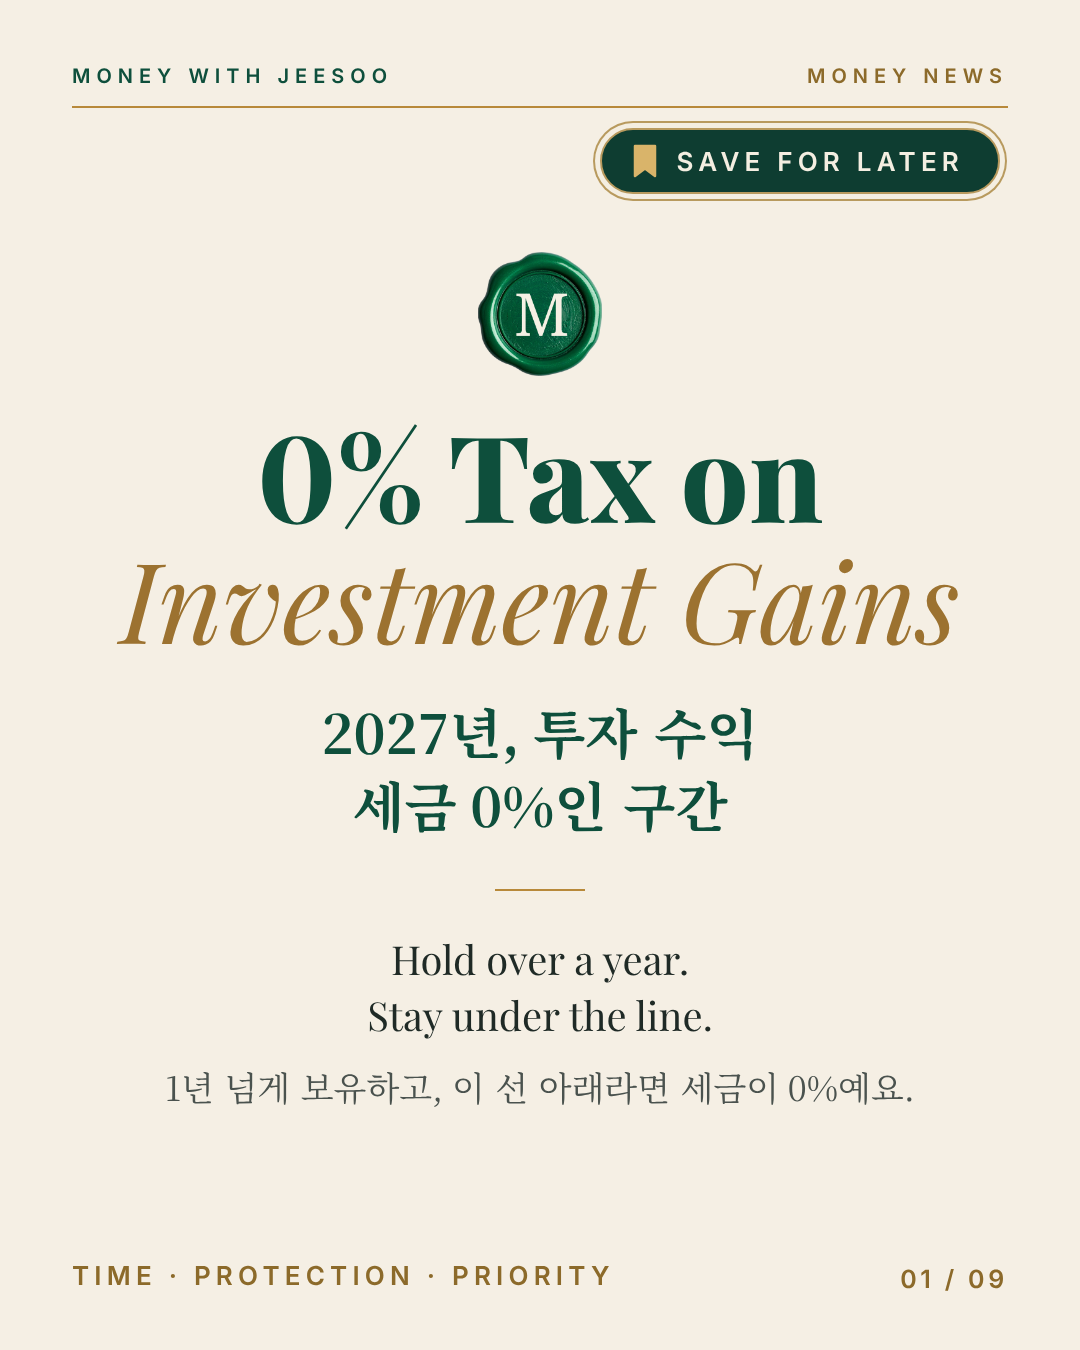 MONEY WITH JEESOO
MONEY NEWS
SAVE FOR LATER
M
0% Tax on
Investment Gains
2027년, 투자 수익
세금 0%인 구간
Hold over a year.
Stay under the line.
1년 넘게 보유하고, 이 선 아래라면 세금이 0%예요.
TIME · PROTECTION · PRIORITY
01 / 09